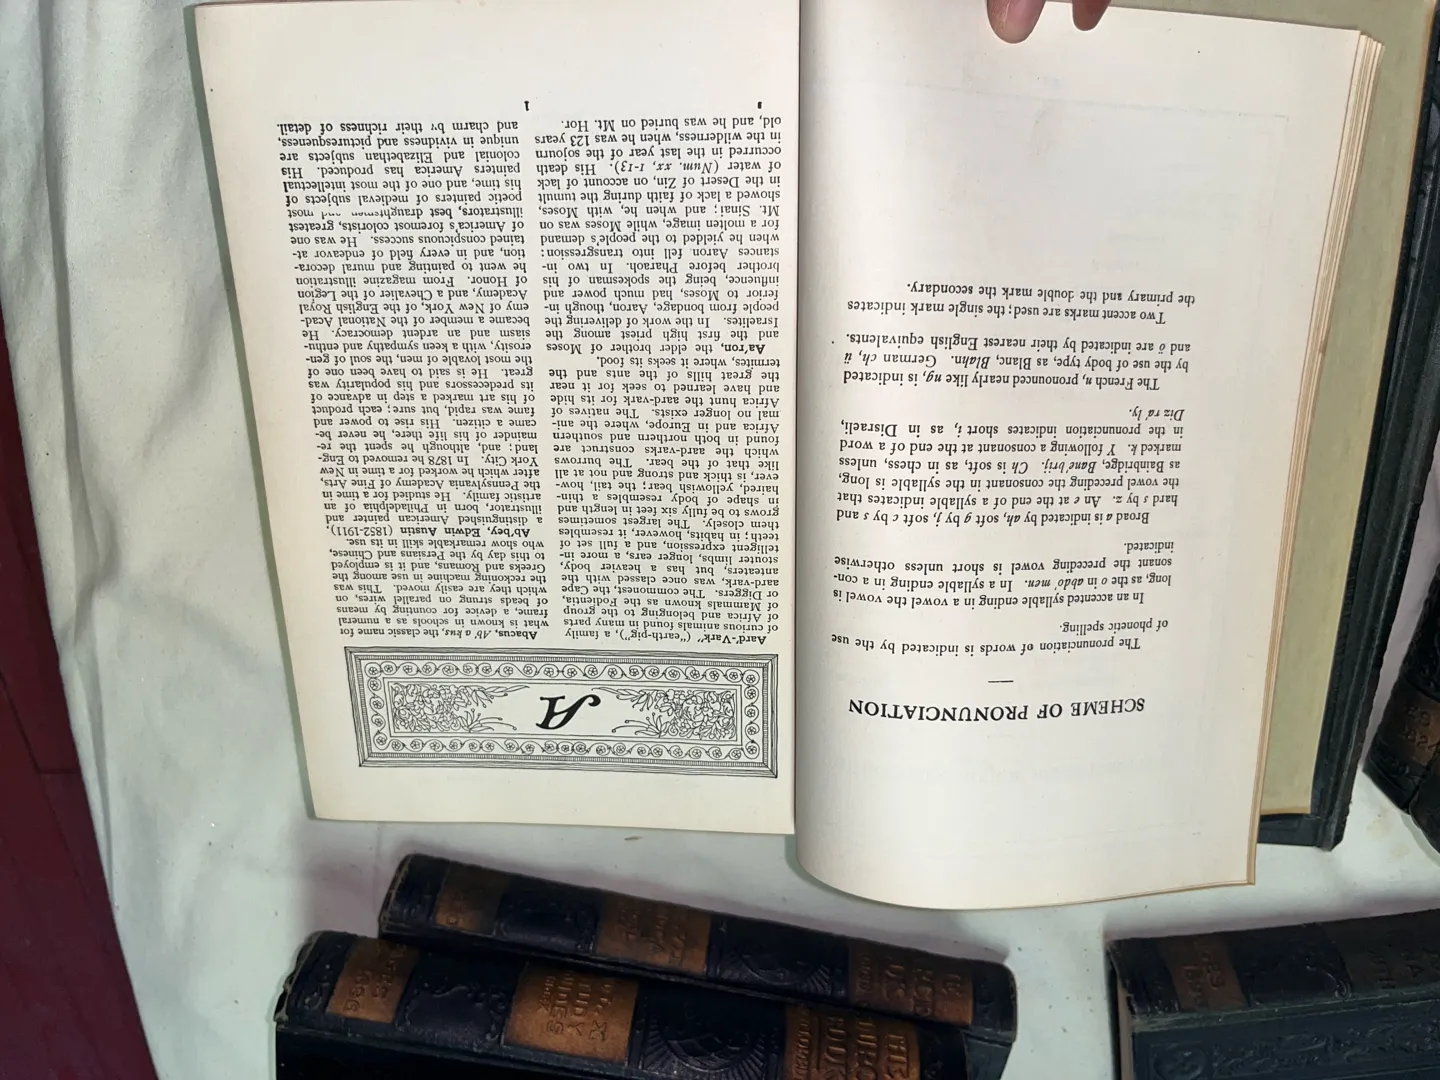 SCHEME OF PRONUNCIATION
The pronunciation of words is indicated by the use
of phonetic spelling.
In an accented syllable ending in a vowel the vowel is
long, as the o in abdo′men. In a syllable ending in a con-
sonant the preceding vowel is short unless otherwise
indicated.
Broad a is indicated by ah, soft g by j, soft c by s and
hard s by z. An e at the end of a syllable indicates that
the vowel preceding the consonant in the syllable is long,
as Bainbridge, Bane′brij. Ch is soft, as in chess, unless
marked k. Y following a consonant at the end of a word
in the pronunciation indicates short i, as in Disraeli,
Diz ra′ ly.
The French n, pronounced nearly like ng, is indicated
by the use of body type, as Blanc, Blahn. German ch, ü
and ö are indicated by their nearest English equivalents.
Two accent marks are used; the single mark indicates
the primary and the double mark the secondary.
A
Aard′-Vark″ (“earth-pig”), a family
of curious animals found in many parts
of Africa and belonging to the group
of Mammals known as the Fodentia,
or Diggers. The commonest, the Cape
aard-vark, was once classed with the
anteaters, but has a heavier body,
stouter limbs, longer ears, a more in-
telligent expression, and a full set of
teeth; in habits, however, it resembles
them closely. The largest sometimes
grows to be fully six feet in length and
in shape of body resembles a thin-
haired, yellowish bear; the tail, how-
ever, is thick and strong and not at all
like that of the bear. The burrows
which the aard-varks construct are
found in both northern and southern
Africa and in Europe, where the ani-
mal no longer exists. The natives of
Africa hunt the aard-vark for its hide
and have learned to seek for it near
the great hills of the ants and the
termites, where it seeks its food.
Aa′ron, the elder brother of Moses
and the first high priest among the
Israelites. In the work of delivering the
people from bondage, Aaron, though in-
ferior to Moses, had much power and
influence, being the spokesman of his
brother before Pharaoh. In two in-
stances Aaron fell into transgression:
when he yielded to the people's demand
for a molten image, while Moses was on
Mt. Sinai; and when he, with Moses,
showed a lack of faith during the tumult
in the Desert of Zin, on account of lack
of water (Num. xx, 1-13). His death
occurred in the last year of the sojourn
in the wilderness, when he was 123 years
old, and he was buried on Mt. Hor.
Abacus, Ab′ a kus, the classic name for
what is known in schools as a numeral
frame, a device for counting by means
of beads strung on parallel wires, on
which they are easily moved. This was
the reckoning machine in use among the
Greeks and Romans, and it is employed
to this day by the Persians and Chinese,
who show remarkable skill in its use.
Ab′bey, Edwin Austin (1852-1911),
a distinguished American painter and
illustrator, born in Philadelphia of an
artistic family. He studied for a time in
the Pennsylvania Academy of Fine Arts,
after which he worked for a time in New
York City. In 1878 he removed to Eng-
land; and, although he spent the re-
mainder of his life there, he never be-
came a citizen. His rise to power and
fame was rapid, but sure; each product
of his art marked a step in advance of
its predecessors and his popularity was
great. He is said to have been one of
the most lovable of men, the soul of gen-
erosity, with a keen sympathy and enthu-
siasm and an ardent democracy. He
became a member of the National Acad-
emy of New York, of the English Royal
Academy, and a Chevalier of the Legion
of Honor. From magazine illustration
he went to painting and mural decora-
tion, and in every field of endeavor at-
tained conspicuous success. He was one
of America's foremost colorists, greatest
illustrators, best draughtsmen and most
poetic painters of medieval subjects of
his time, and one of the most intellectual
painters America has produced. His
colonial and Elizabethan subjects are
unique in vividness and picturesqueness,
and charm by their richness of detail.
1